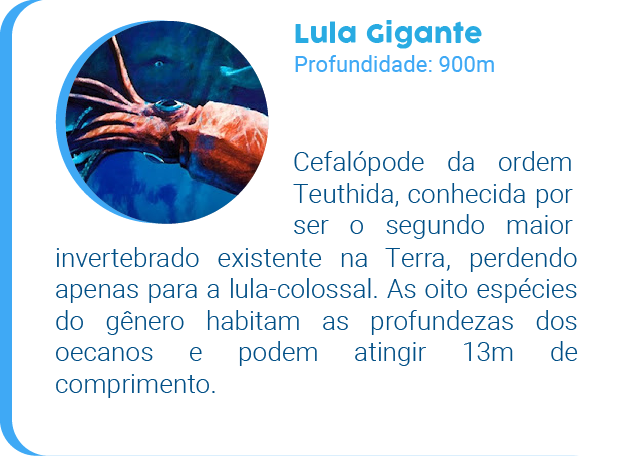 Lula Gigante
Profundidade: 900m
Cefalópode da ordem
Teuthida, conhecida por
ser o segundo maior
invertebrado existente na Terra, perdendo
apenas para a lula-colossal. As oito espécies
do gênero habitam as profundezas dos
oecanos e podem atingir 13m de
comprimento.